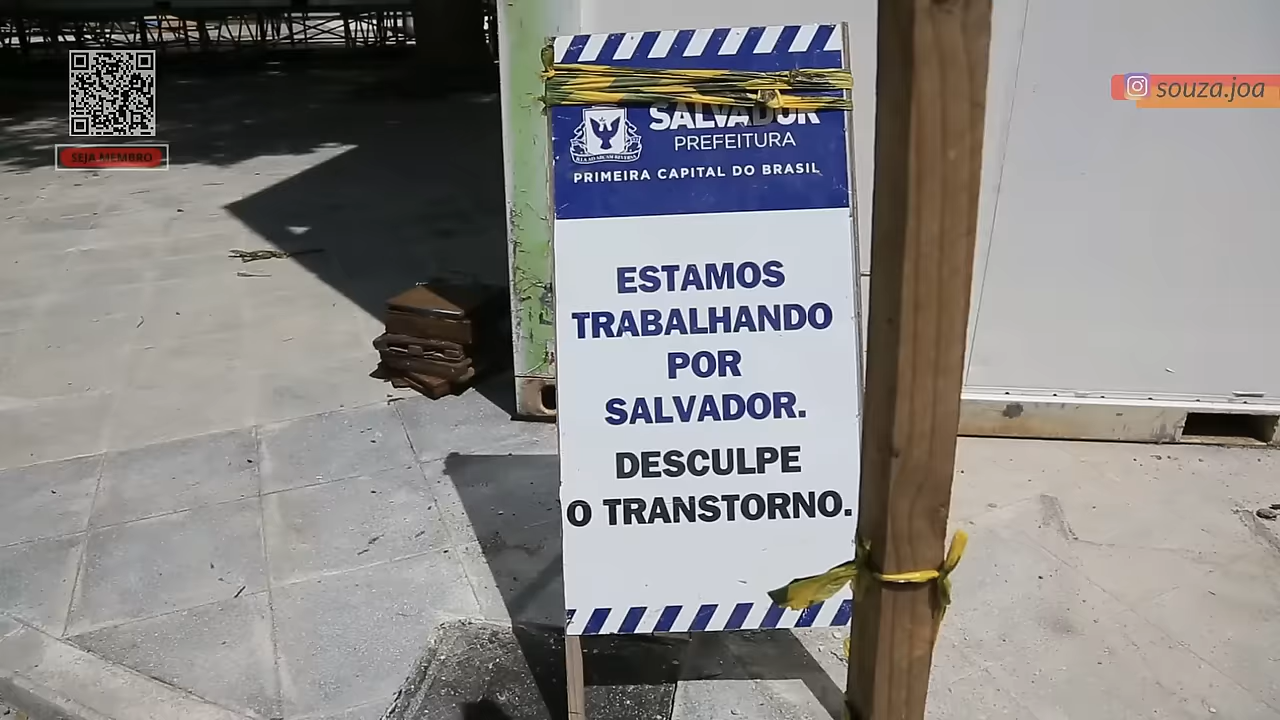 SEJA MEMBRO
souza.joa
SALVADOR
PREFEITURA
PRIMEIRA CAPITAL DO BRASIL
ESTAMOS
TRABALHANDO
POR
SALVADOR.
DESCULPE
O TRANSTORNO.